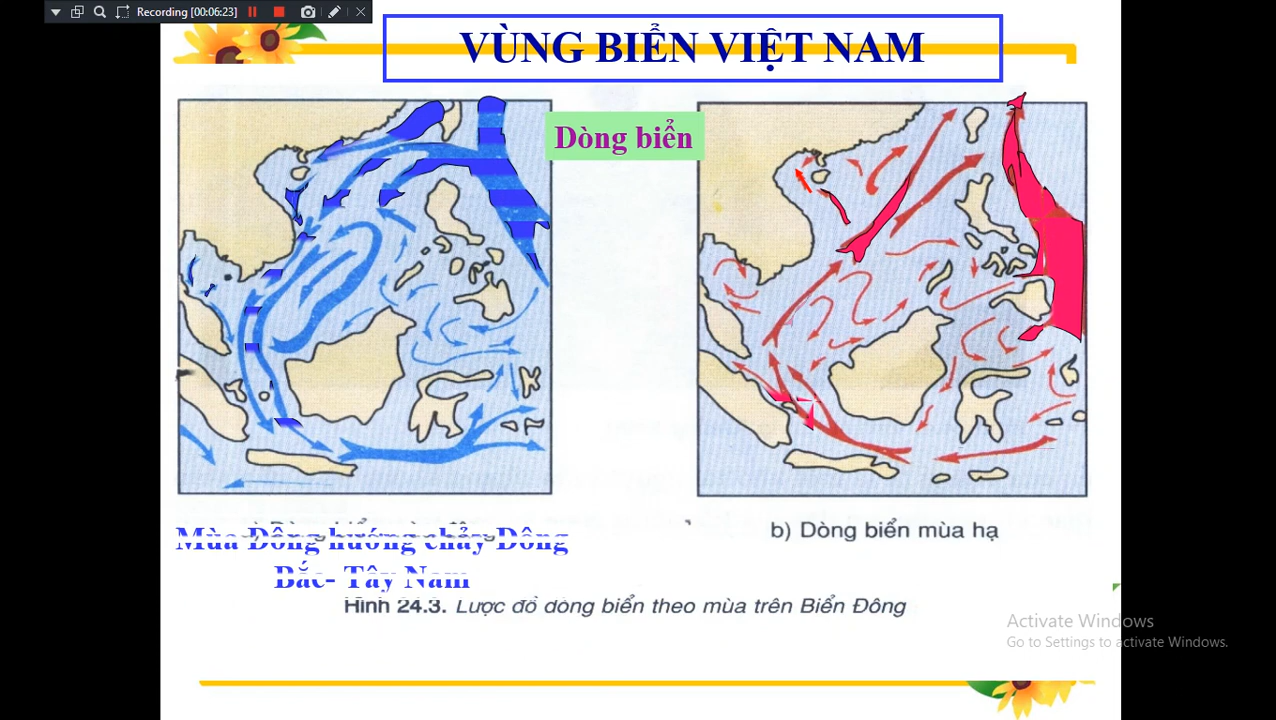 Recording [00:06:23]
VÙNG BIỂN VIỆT NAM
Dòng biển
b) Dòng biển mùa hạ
Mùa Đông hướng chảy Đông
Bắc- Tây Nam
Hình 24.3. Lược đồ dòng biển theo mùa trên Biển Đông
Activate Windows
Go to Settings to activate Windows.